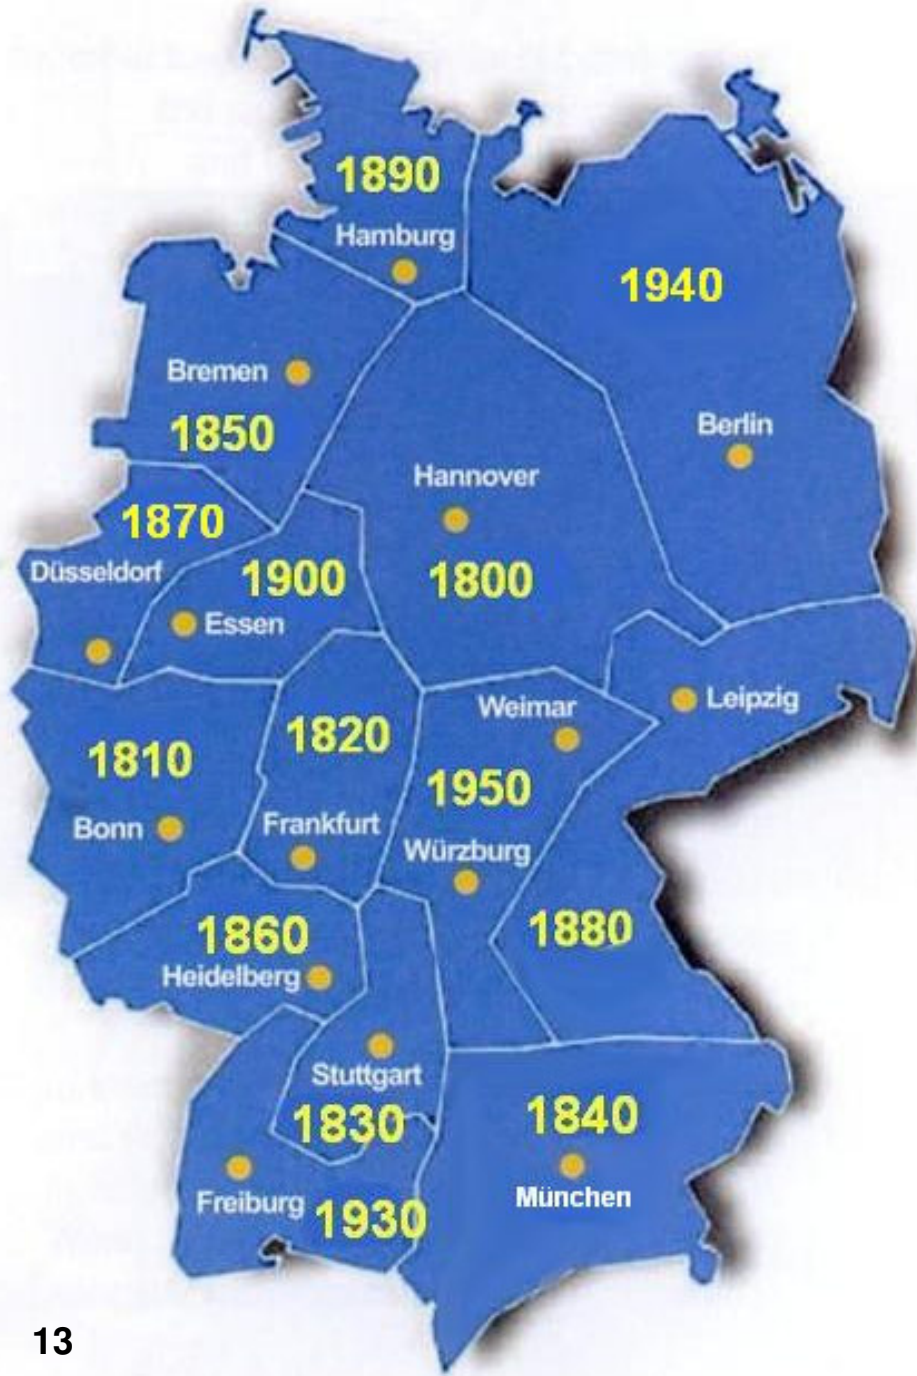 1890
Hamburg
1940
Bremen
1850
Berlin
Hannover
1870
Düsseldorf
1900
1800
Essen
Leipzig
Weimar
1820
1810
1950
Bonn
Frankfurt
Würzburg
1860
1880
Heidelberg
Stuttgart
1830
1840
Freiburg
München
1930
13